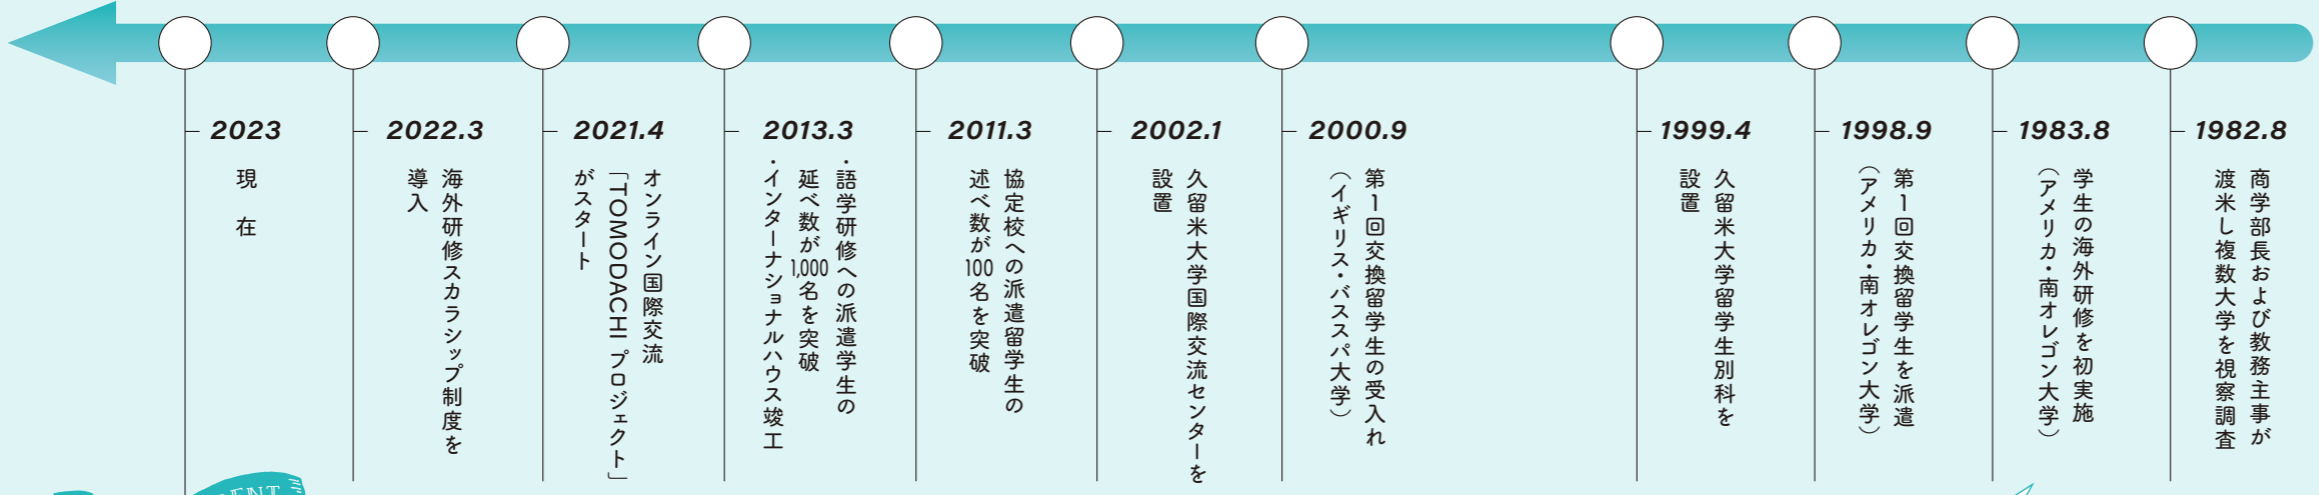 1982.8
商学部長および教務主事が
渡米し複数大学を視察調査
1983.8
学生の海外研修を初実施
（アメリカ・南オレゴン大学）
1998.9
第1回交換留学生を派遣
（アメリカ・南オレゴン大学）
1999.4
久留米大学留学生別科を
設置
2000.9
第1回交換留学生の受入れ
（イギリス・バススパ大学）
2002.1
久留米大学国際交流センターを
設置
2011.3
協定校への派遣留学生の
述べ数が100名を突破
2013.3
・語学研修への派遣学生の
延べ数が1,000名を突破
・インターナショナルハウス竣工
2021.4
オンライン国際交流
「TOMODACHI プロジェクト」
がスタート
2022.3
海外研修スカラシップ制度を
導入
2023
現 在